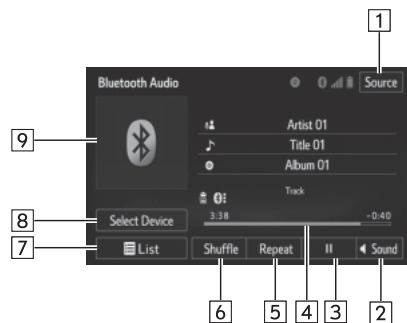 1
Bluetooth Audio
Source
Artist 01
Title 01
Album 01
Track
3:38
-0:40
Select Device
List
Shuffle
Repeat
Sound
9
8
7
6
5
4
3
2